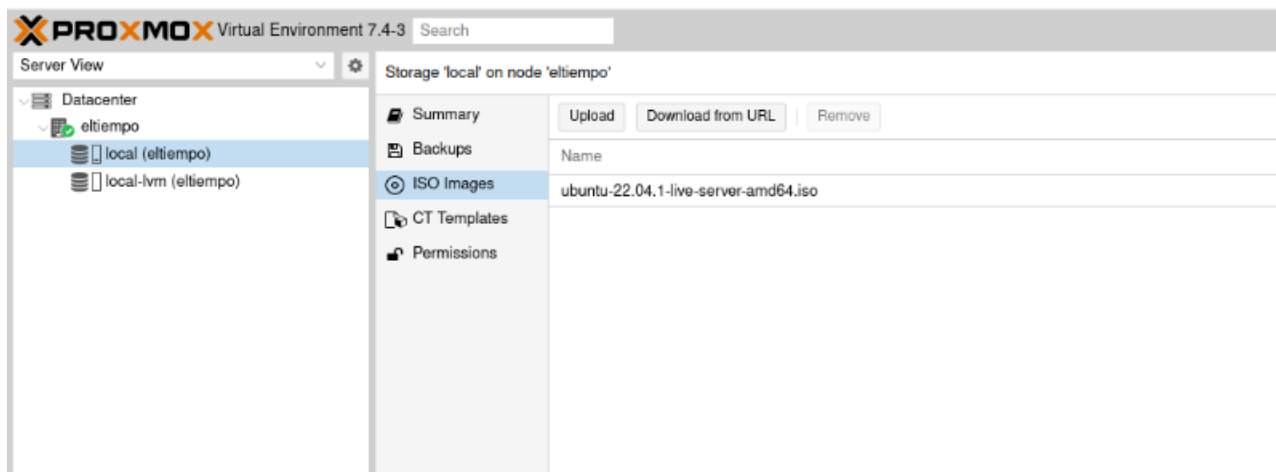 PROXMOX Virtual Environment 7.4-3 Search
Server View
Datacenter
eltiempo
local (eltiempo)
local-lvm (eltiempo)
Storage 'local' on node 'eltiempo'
Summary
Backups
ISO Images
CT Templates
Permissions
Upload Download from URL Remove
Name
ubuntu-22.04.1-live-server-amd64.iso